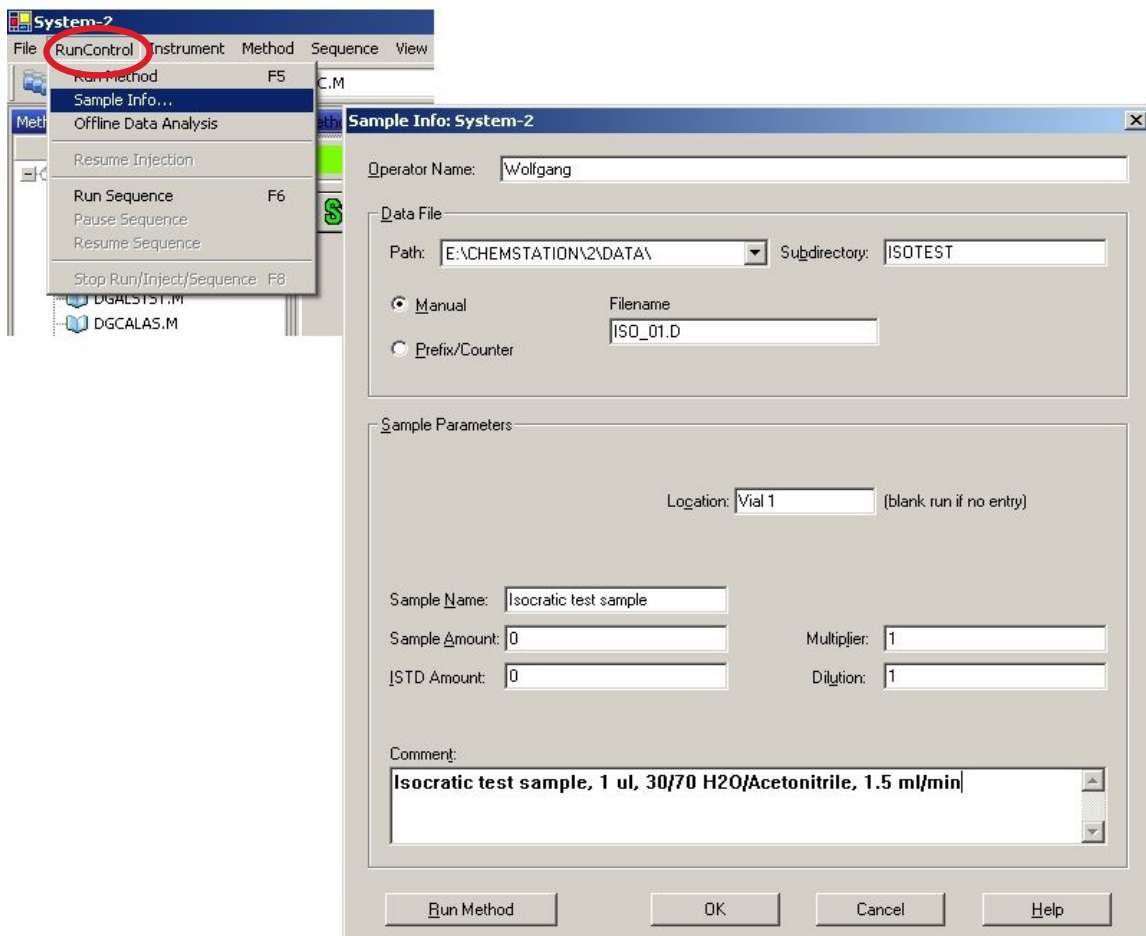 System-2
File RunControl Instrument Method Sequence View
Run Method F5
Sample Info...
Offline Data Analysis
Resume Injection
Run Sequence F6
Pause Sequence
Resume Sequence
Stop Run/Inject/Sequence F8
C.M
Meth
DGALSTST.M
DGCALAS.M
Sample Info: System-2
Operator Name: Wolfgang
Data File
Path: E:\CHEMSTATION\2\DATA\ Subdirectory: ISOTEST
Manual Filename
ISO_01.D
Prefix/Counter
Sample Parameters
Location: Vial 1 (blank run if no entry)
Sample Name: Isocratic test sample
Sample Amount: 0 Multiplier: 1
ISTD Amount: 0 Dilution: 1
Comment:
Isocratic test sample, 1 ul, 30/70 H2O/Acetonitrile, 1.5 ml/min
Run Method OK Cancel Help